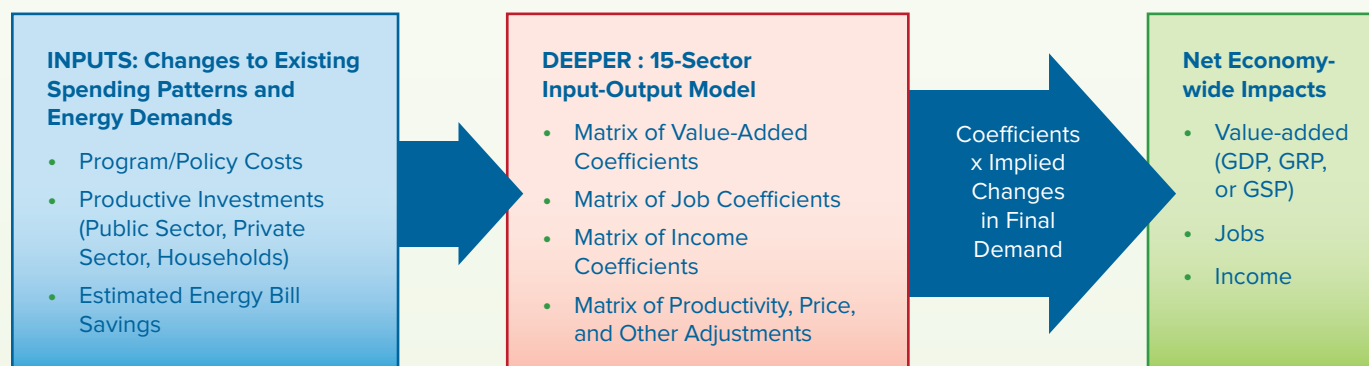 INPUTS: Changes to Existing
Spending Patterns and
Energy Demands
• Program/Policy Costs
• Productive Investments
(Public Sector, Private
Sector, Households)
• Estimated Energy Bill
Savings
DEEPER : 15-Sector
Input-Output Model
• Matrix of Value-Added
Coefficients
• Matrix of Job Coefficients
• Matrix of Income
Coefficients
• Matrix of Productivity, Price,
and Other Adjustments
Coefficients
x Implied
Changes
in Final
Demand
Net Economy-
wide Impacts
• Value-added
(GDP, GRP,
or GSP)
• Jobs
• Income